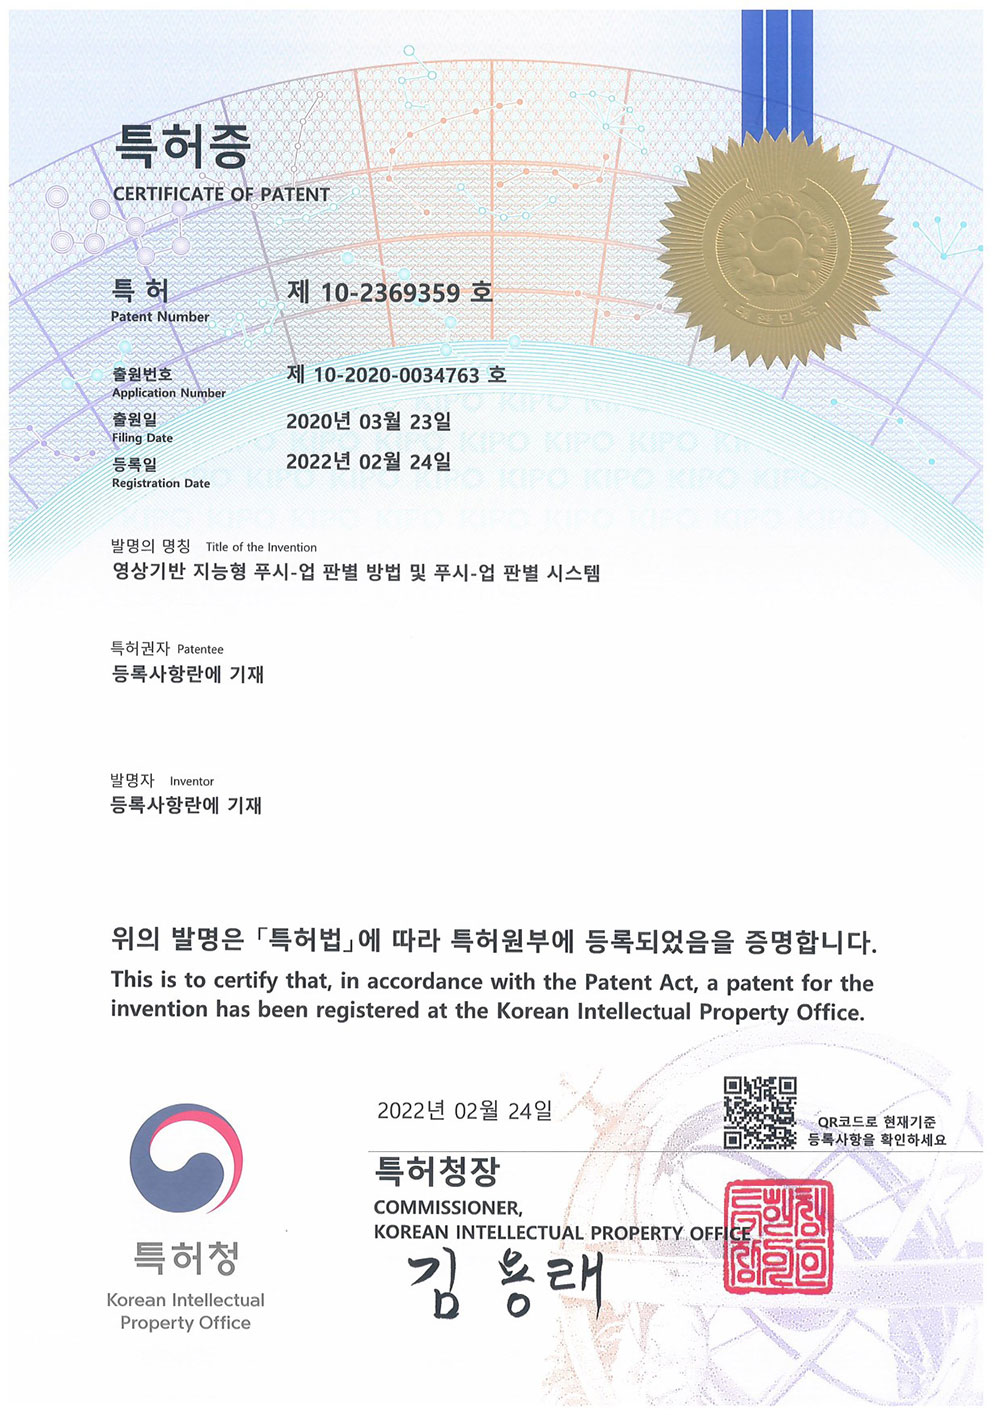 특허증
CERTIFICATE OF PATENT
특 허
제 10-2369359 호
Patent Number
출원번호
제 10-2020-0034763 호
Application Number
출원일
2020년 03월 23일
Filing Date
등록일
2022년 02월 24일
Registration Date
발명의 명칭 Title of the Invention
영상기반 지능형 푸시-업 판별 방법 및 푸시-업 판별 시스템
특허권자 Patentee
등록사항란에 기재
발명자 Inventor
등록사항란에 기재
위의 발명은 「특허법」에 따라 특허원부에 등록되었음을 증명합니다.
This is to certify that, in accordance with the Patent Act, a patent for the
invention has been registered at the Korean Intellectual Property Office.
2022년 02월 24일
QR코드로 현재기준
등록사항을 확인하세요
특허청장
COMMISSIONER,
KOREAN INTELLECTUAL PROPERTY OFFICE
김용래
특허청
Korean Intellectual
Property Office
대한민국
KIPO KIPO KIPO